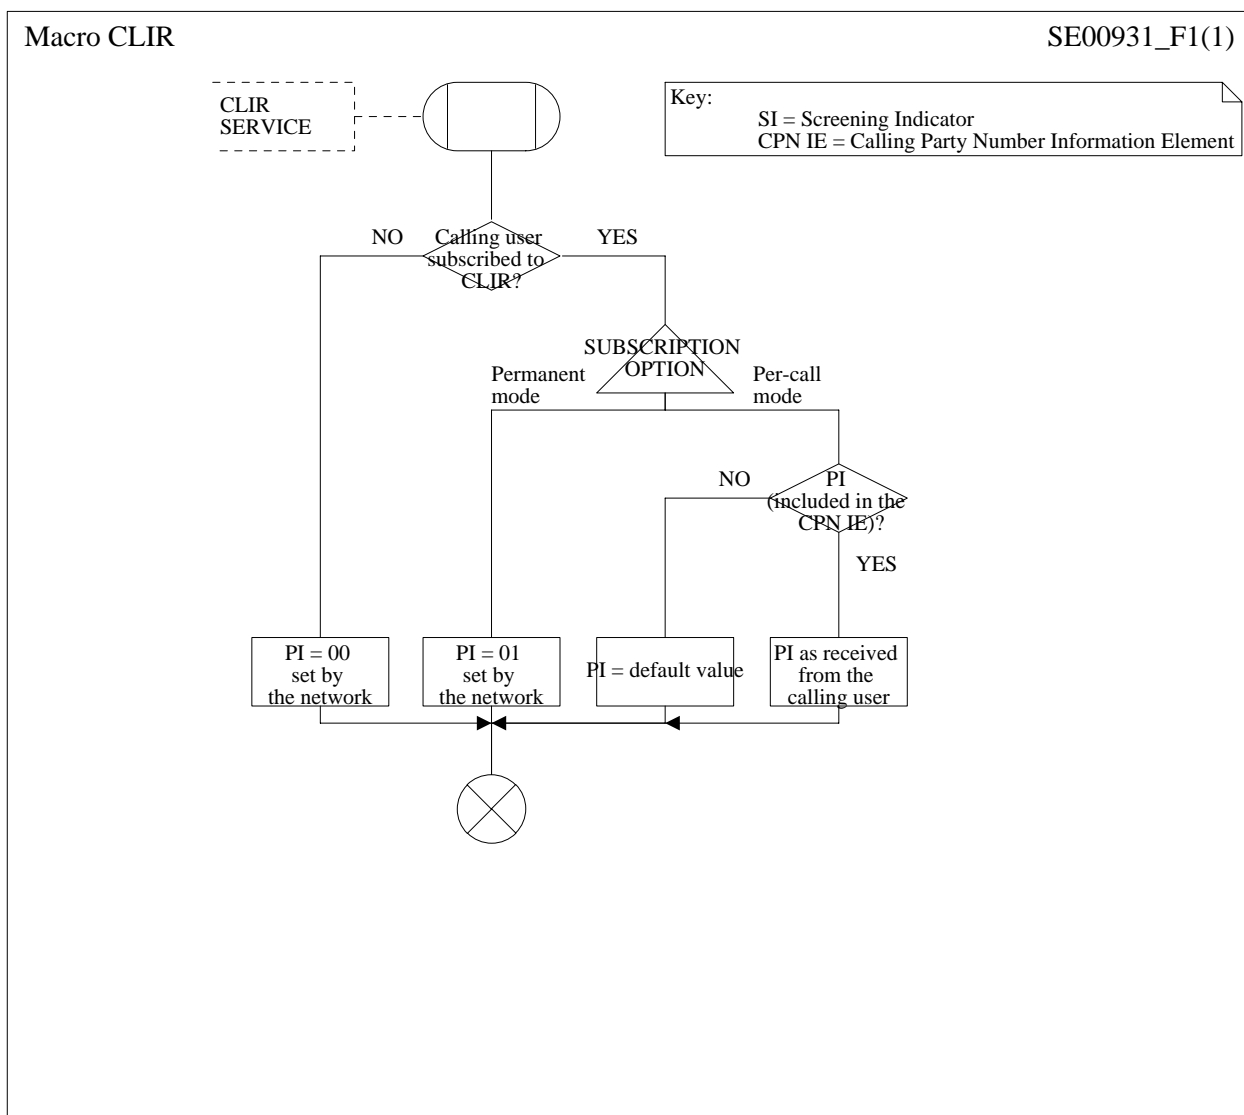 Macro CLIR
SE00931_F1(1)
CLIR
SERVICE
Key:
SI = Screening Indicator
CPN IE = Calling Party Number Information Element
NO
Calling user
subscribed to
CLIR?
YES
SUBSCRIPTION
OPTION
Permanent
mode
Per-call
mode
NO
PI
(included in the
CPN IE)?
YES
PI = 00
set by
the network
PI = 01
set by
the network
PI = default value
PI as received
from the
calling user